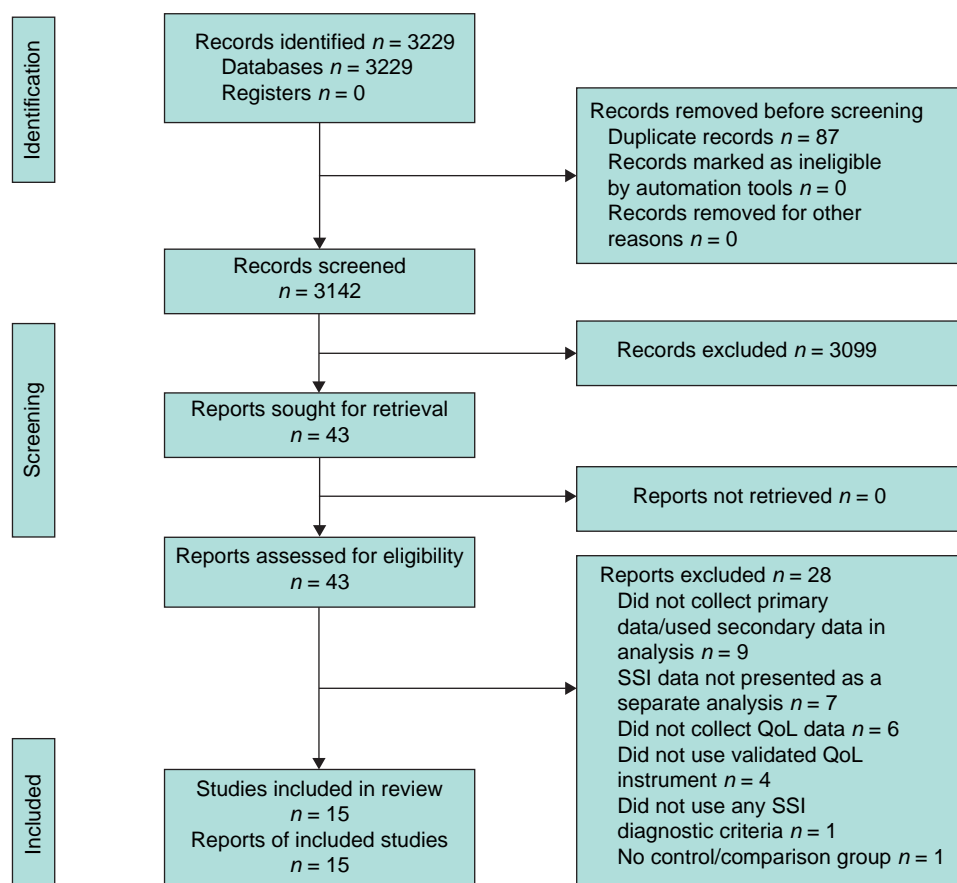 Identification
Records identified n = 3229
Databases n = 3229
Registers n = 0
Records removed before screening
Duplicate records n = 87
Records marked as ineligible
by automation tools n = 0
Records removed for other
reasons n = 0
Records screened
n = 3142
Screening
Records excluded n = 3099
Reports sought for retrieval
n = 43
Reports not retrieved n = 0
Reports assessed for eligibility
n = 43
Reports excluded n = 28
Did not collect primary
data/used secondary data in
analysis n = 9
SSI data not presented as a
separate analysis n = 7
Did not collect QoL data n = 6
Did not use validated QoL
instrument n = 4
Did not use any SSI
diagnostic criteria n = 1
No control/comparison group n = 1
Included
Studies included in review
n = 15
Reports of included studies
n = 15